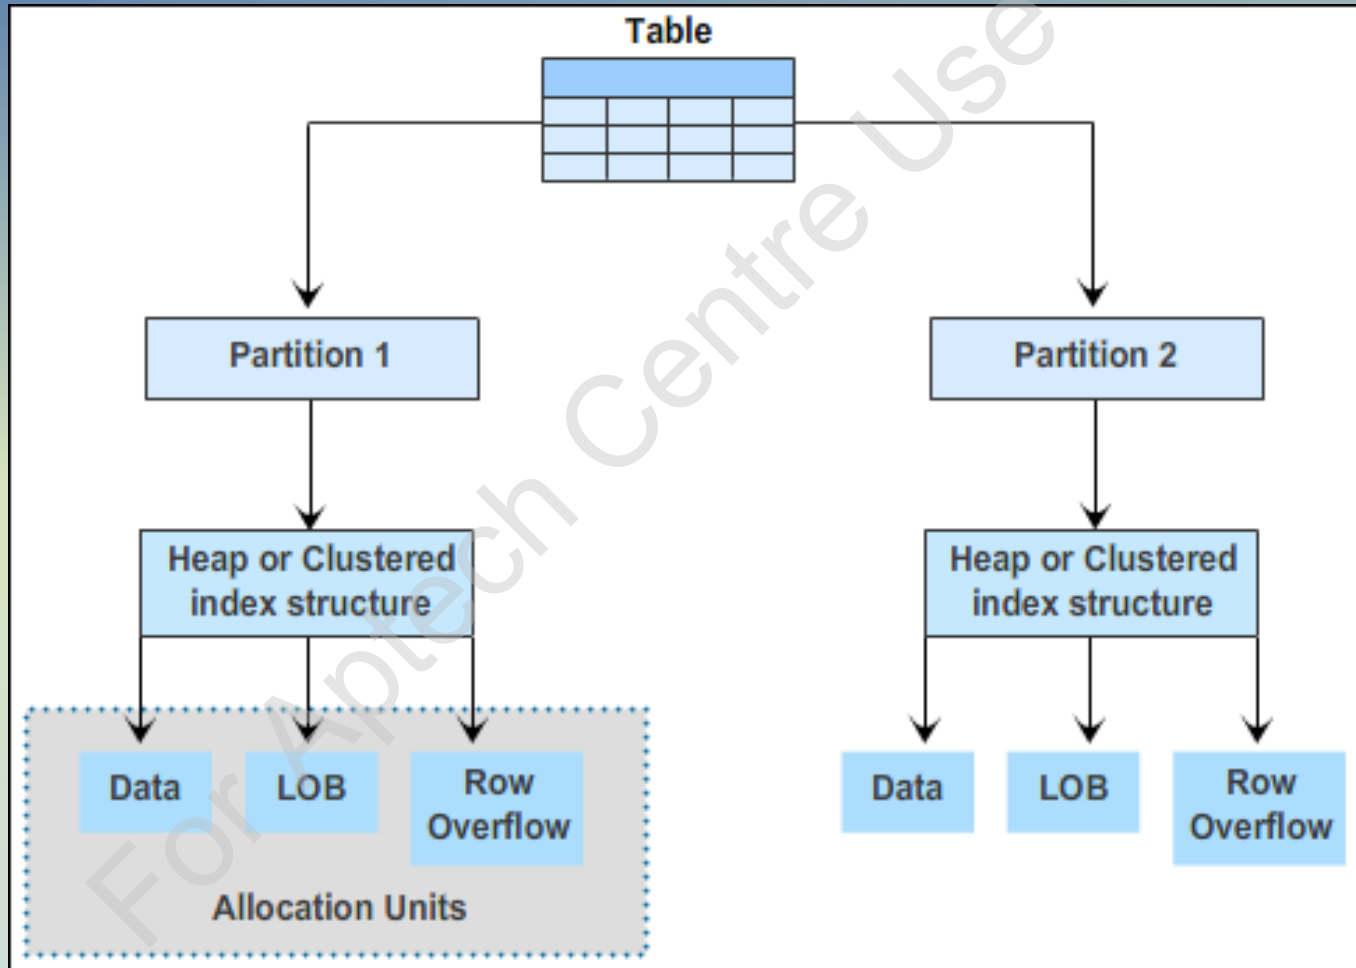 Table
Partition 1
Partition 2
Heap or Clustered
index structure
Heap or Clustered
index structure
Data
LOB
Row
Overflow
Data
LOB
Row
Overflow
Allocation Units
For Aptech Centre Use